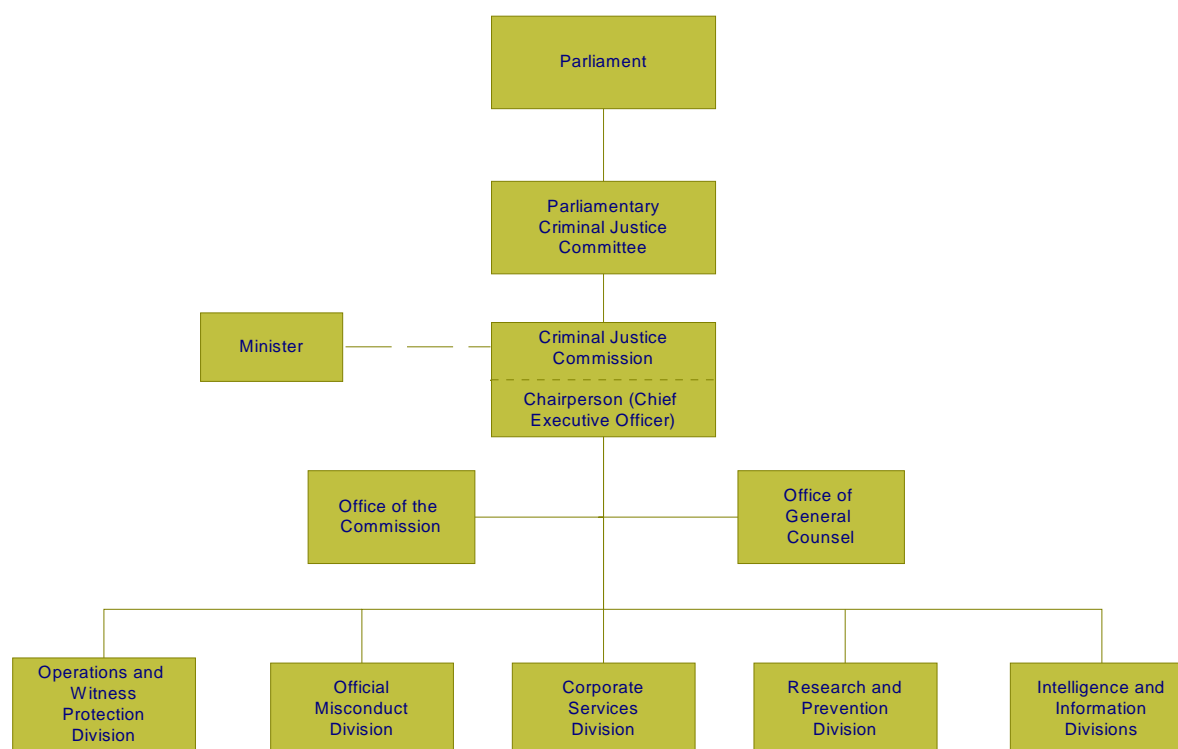 Parliament
Parliamentary
Criminal Justice
Committee
Minister
Criminal Justice
Commission
Chairperson (Chief
Executive Officer)
Office of the
Commission
Office of
General
Counsel
Operations and
Witness
Protection
Division
Official
Misconduct
Division
Corporate
Services
Division
Research and
Prevention
Division
Intelligence and
Information
Divisions